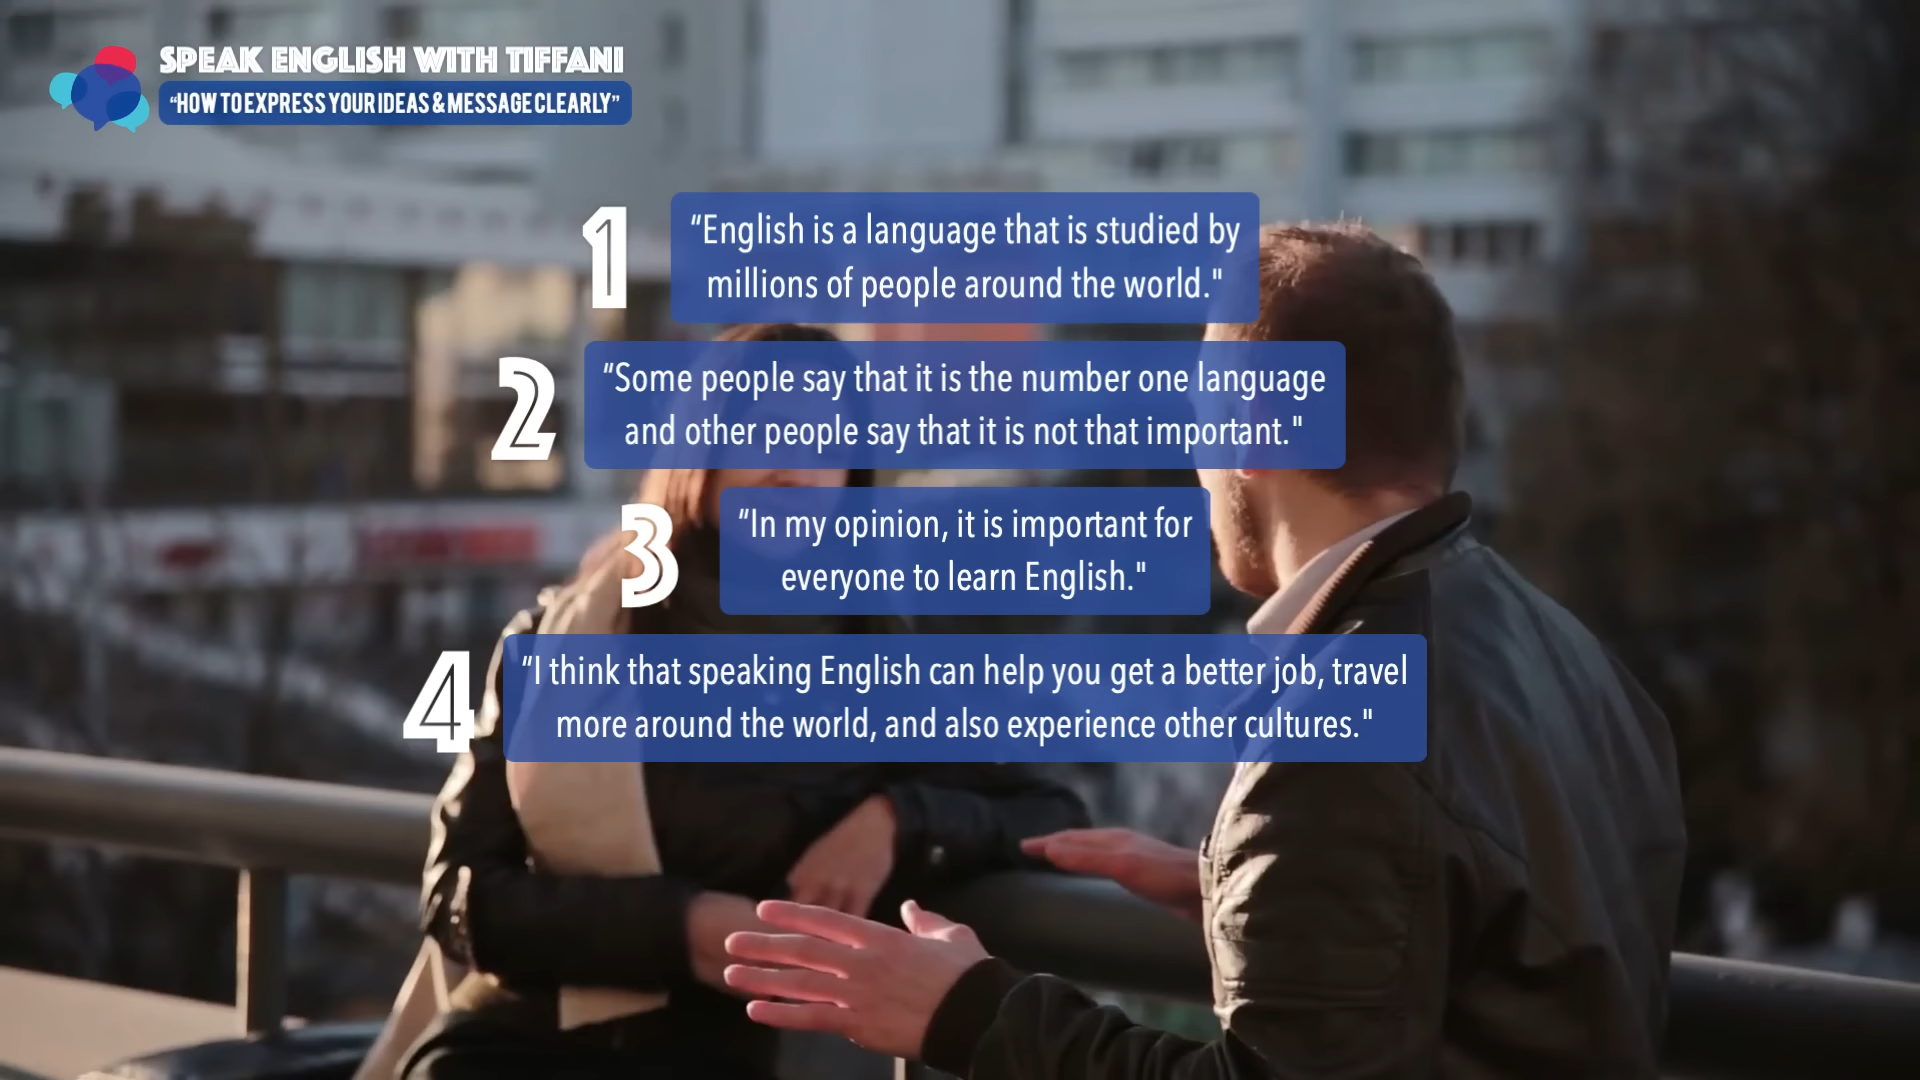 SPEAK ENGLISH WITH TIFFANI
“HOW TO EXPRESS YOUR IDEAS & MESSAGE CLEARLY”
1
“English is a language that is studied by
millions of people around the world."
2
“Some people say that it is the number one language
and other people say that it is not that important."
3
“In my opinion, it is important for
everyone to learn English."
4
“I think that speaking English can help you get a better job, travel
more around the world, and also experience other cultures."